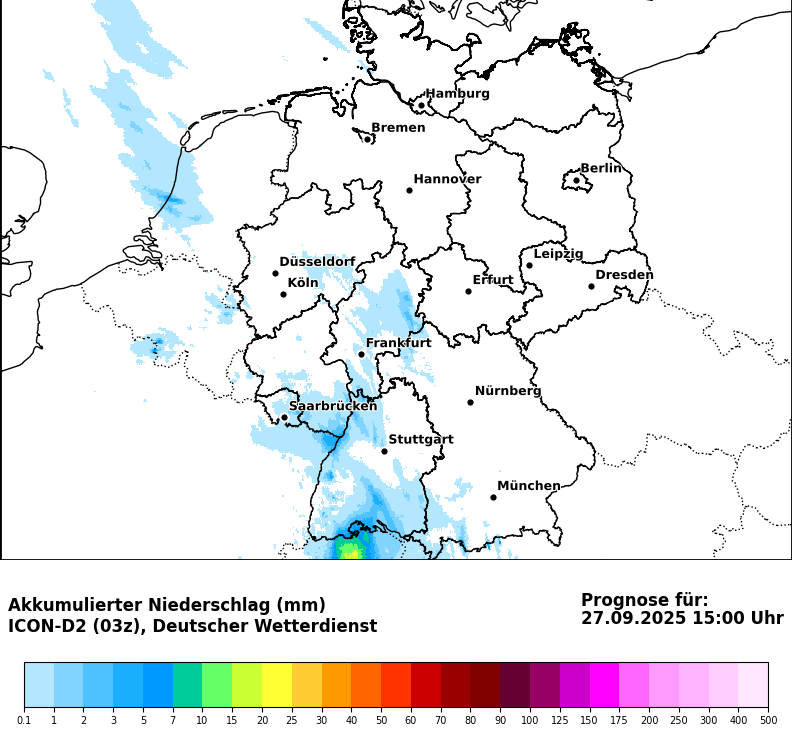 Hamburg
Bremen
Berlin
Hannover
Leipzig
Düsseldorf
Dresden
Köln
Erfurt
Frankfurt
Nürnberg
Saarbrücken
Stuttgart
München
Akkumulierter Niederschlag (mm)
ICON-D2 (03z), Deutscher Wetterdienst
Prognose für:
27.09.2025 15:00 Uhr
0.1 1 2 3 5 7 10 15 20 25 30 40 50 60 70 80 90 100 125 150 175 200 250 300 400 500